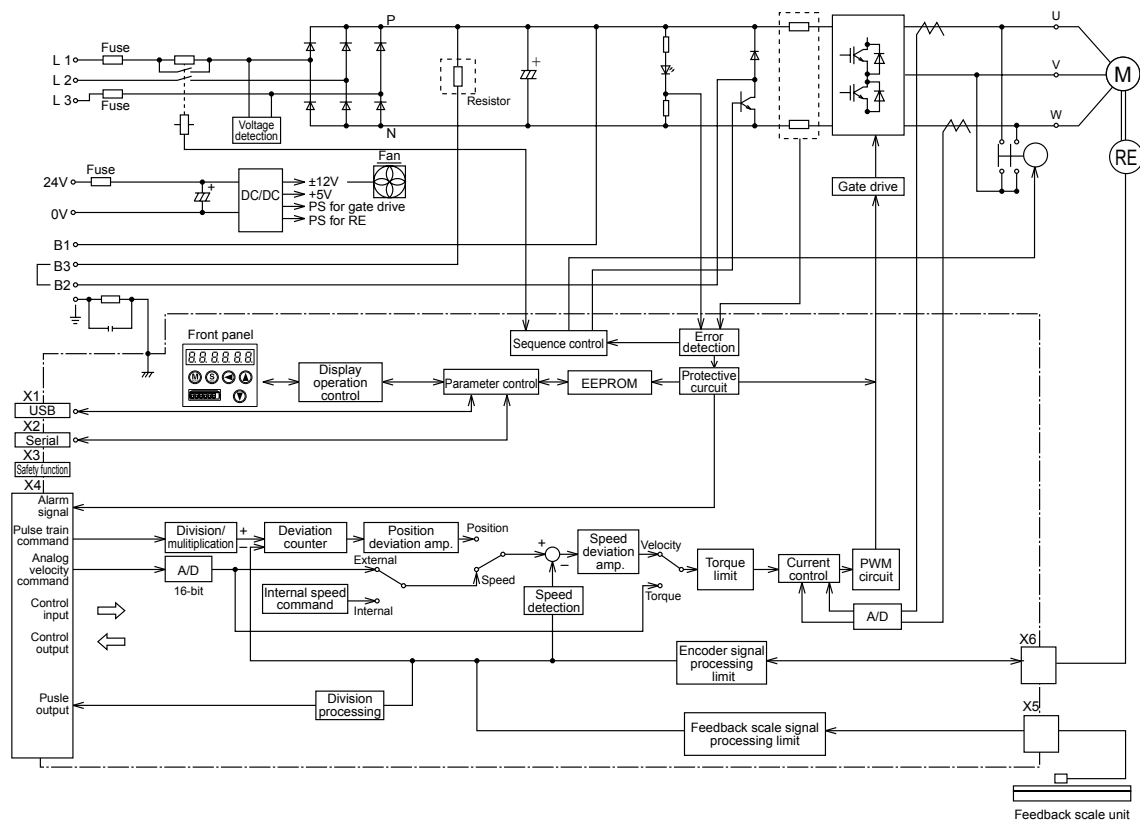 P
U
Fuse
L 1
L 2
V
M
L 3
Fuse
Resistor
Voltage
detection
N
W
RE
Fan
Fuse
24V
DC/DC
±12V
+5V
PS for gate drive
PS for RE
Gate drive
0V
B1
B3
B2
Front panel
8.8.8.8.8.8.
M S
Sequence control
Error
detection
Display
operation
control
Parameter control
EEPROM
Protective
curcuit
X1
USB
X2
Serial
X3
Safety function
X4
Alarm
signal
Pulse train
command
Division/
mutiplication
+
−
Deviation
counter
Position
deviation amp.
Position
Analog
velocity
command
A/D
16-bit
External
Internal speed
command
Internal
Speed
+
−
Speed
deviation
amp.
Speed
detection
Velocity
Torque
Torque
limit
Current
control
PWM
circuit
A/D
Control
input
Control
output
Encoder signal
processing
limit
X6
Pusle
output
Division
processing
Feedback scale signal
processing limit
X5
Feedback scale unit